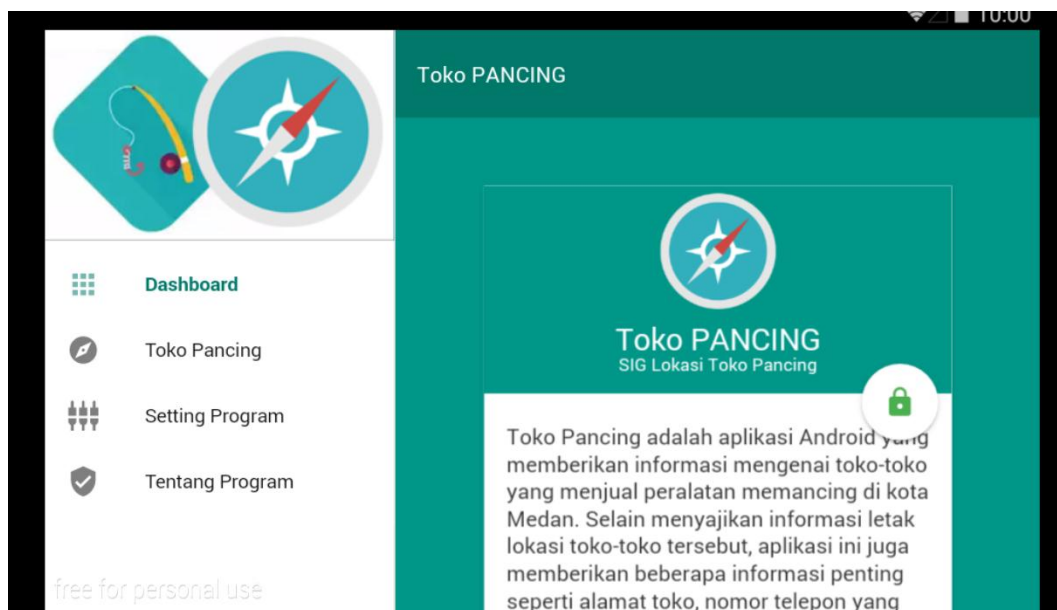 10:00
Toko PANCING
Dashboard
Toko Pancing
Setting Program
Tentang Program
free for personal use
Toko PANCING
SIG Lokasi Toko Pancing
Toko Pancing adalah aplikasi Android yang
memberikan informasi mengenai toko-toko
yang menjual peralatan memancing di kota
Medan. Selain menyajikan informasi letak
lokasi toko-toko tersebut, aplikasi ini juga
memberikan beberapa informasi penting
seperti alamat toko, nomor telepon yang